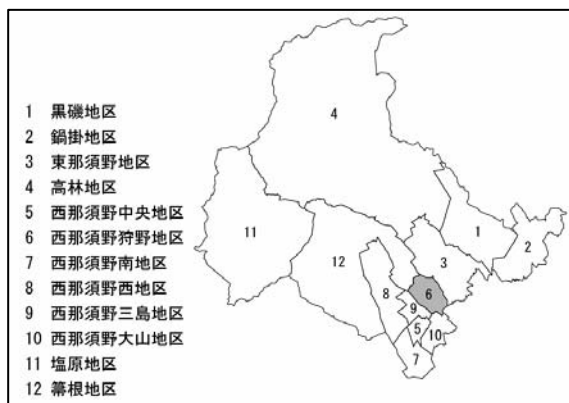 1 黒磯地区
2 鍋掛地区
3 東那須野地区
4 高林地区
5 西那須野中央地区
6 西那須野狩野地区
7 西那須野南地区
8 西那須野西地区
9 西那須野三島地区
10 西那須野大山地区
11 塩原地区
12 箒根地区
4
11
12
1
2
3
8
6
9
5
10
7